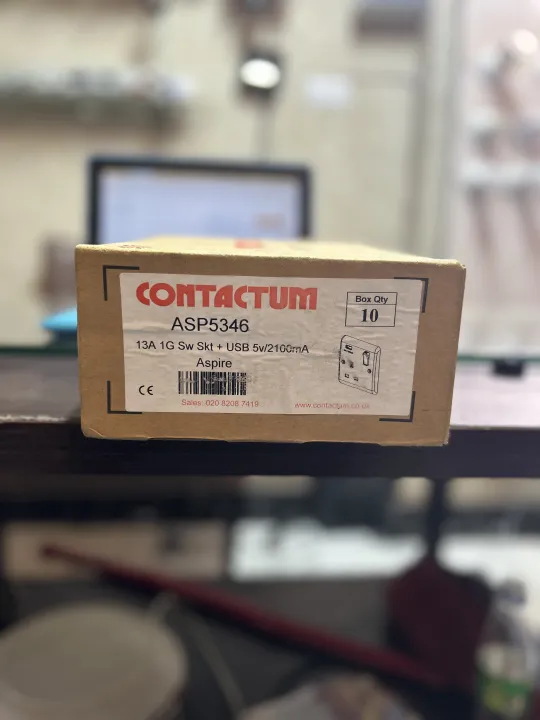 CONTACTUM
Box Qty
10
ASP5346
13A 1G Sw Skt + USB 5v/2100mA
Aspire
CE
Sales: 020 8208 7419
www.contactum.co.uk